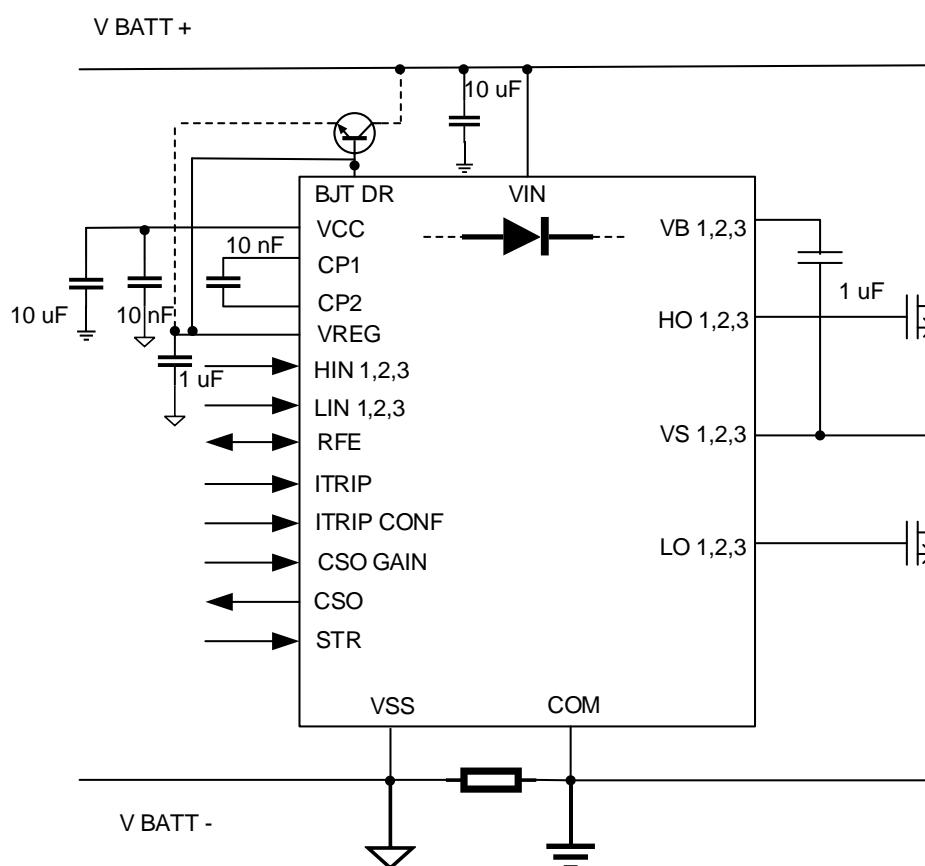 V BATT +
10 uF
BJT DR
VIN
VCC
VB 1,2,3
10 nF
CP1
10 uF
10 nF
CP2
1 uF
VREG
HO 1,2,3
1 uF
HIN 1,2,3
LIN 1,2,3
RFE
VS 1,2,3
ITRIP
ITRIP CONF
LO 1,2,3
CSO GAIN
CSO
STR
VSS
COM
V BATT -